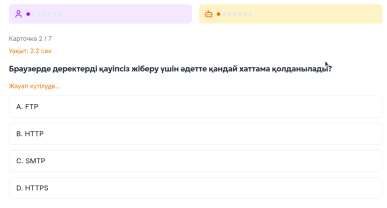 Карточка 2 / 7
Уақыт: 2.2 сек
Браузерде деректерді қауіпсіз жіберу үшін әдетте қандай хаттама қолданылады?
Жауап күтілуде...
A. FTP
B. HTTP
C. SMTP
D. HTTPS